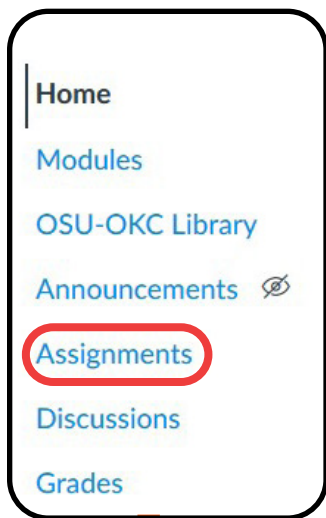 Home
Modules
OSU-OKC Library
Announcements
Assignments
Discussions
Grades